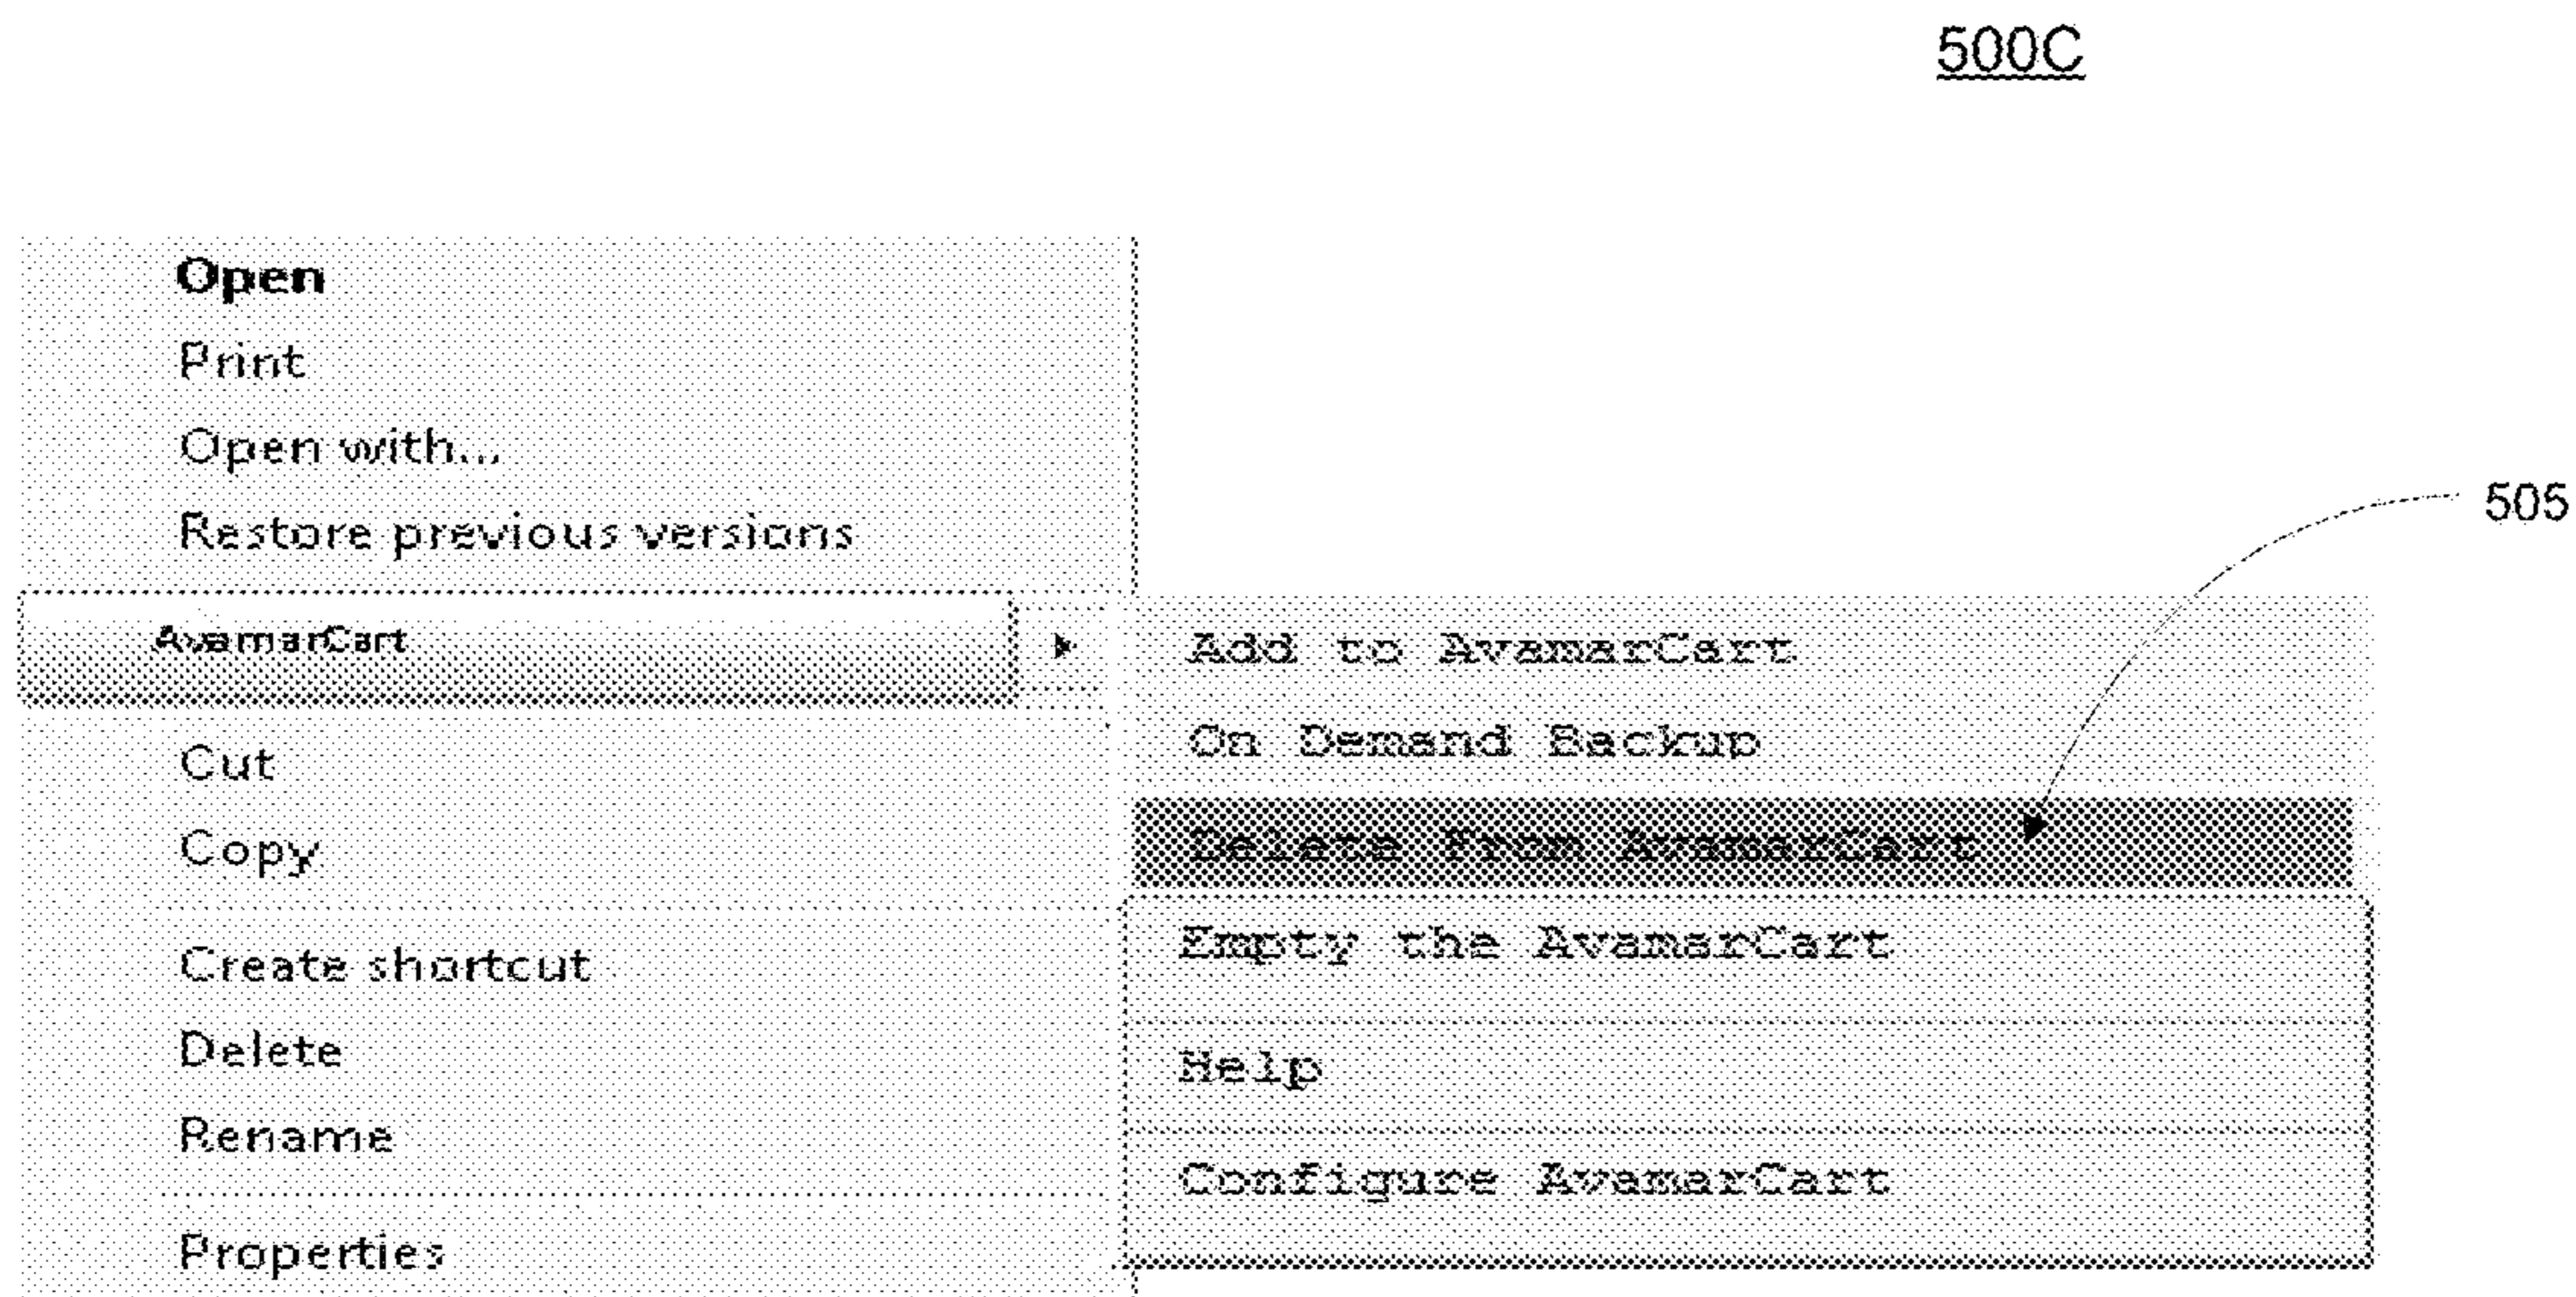 500C
Open
Print
Open with...
Restore previous versions
AvamarCart
Cut
Copy
Create shortcut
Delete
Rename
Properties
Add to AvamarCart
On Demand Backup
Delete From AvamarCart
Empty the AvamarCart
Help
Configure AvamarCart
505